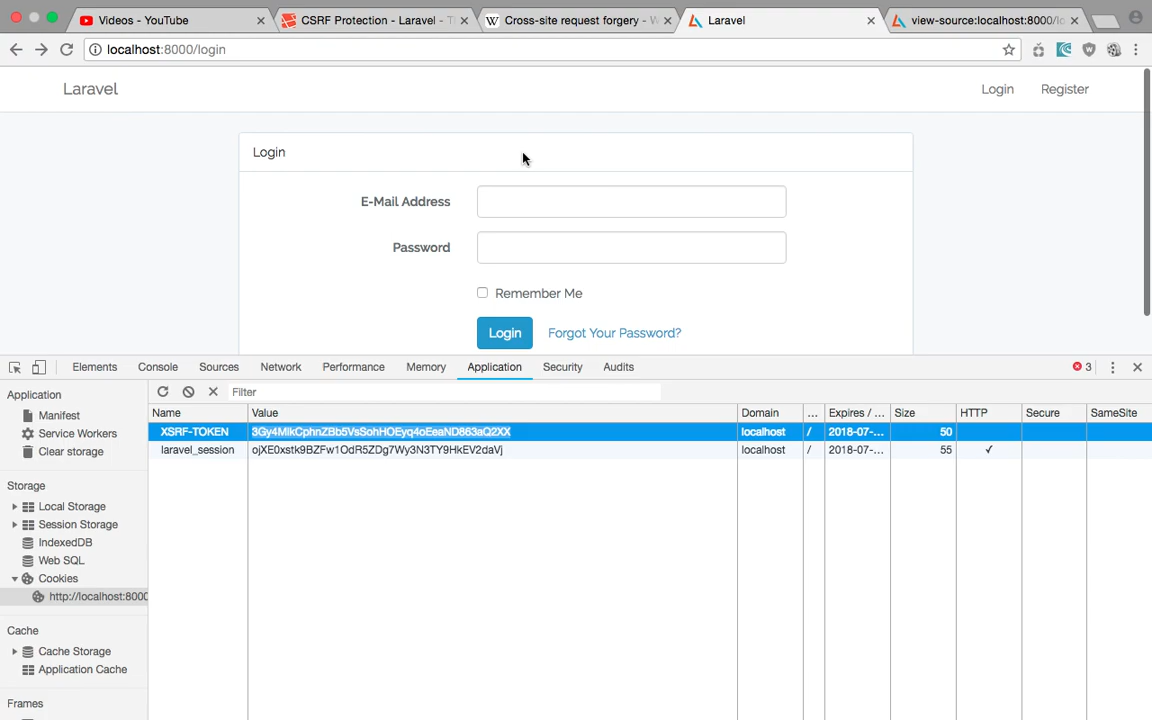 Videos - YouTube
CSRF Protection - Laravel - T
Cross-site request forgery - W
Laravel
view-source:localhost:8000/lo
localhost:8000/login
Laravel
Login Register
Login
E-Mail Address
Password
Remember Me
Login Forgot Your Password?
Elements Console Sources Network Performance Memory Application Security Audits 3
Application Filter
Manifest
Service Workers
Clear storage
Storage
Local Storage
Session Storage
IndexedDB
Web SQL
Cookies
http://localhost:8000
Cache
Cache Storage
Application Cache
Frames
Name Value Domain ... Expires / ... Size HTTP Secure SameSite
XSRF-TOKEN localhost / 2018-07-... 50
laravel_session localhost / 2018-07-... 55 ✓